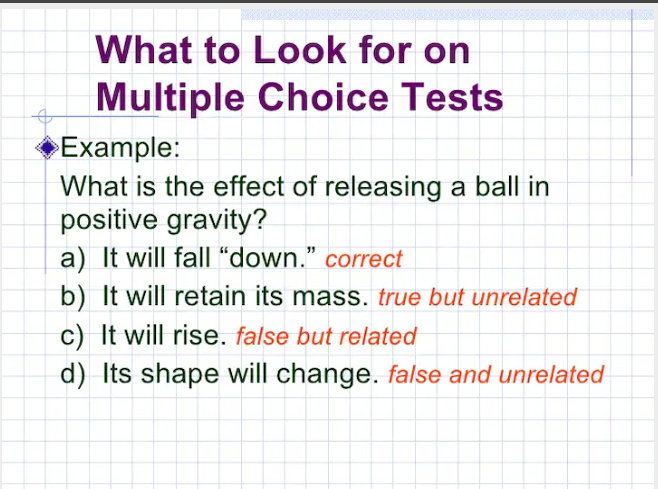 What to Look for on
Multiple Choice Tests
Example:
What is the effect of releasing a ball in
positive gravity?
a) It will fall “down.” correct
b) It will retain its mass. true but unrelated
c) It will rise. false but related
d) Its shape will change. false and unrelated